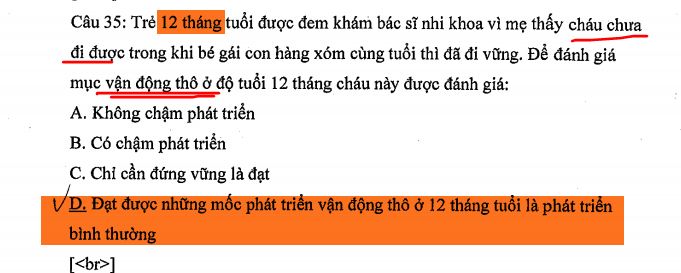 Câu 35: Trẻ 12 tháng tuổi được đem khám bác sĩ nhi khoa vì mẹ thấy cháu chưa
đi được trong khi bé gái con hàng xóm cùng tuổi thì đã đi vững. Để đánh giá
mục vận động thô ở độ tuổi 12 tháng cháu này được đánh giá:
A. Không chậm phát triển
B. Có chậm phát triển
C. Chỉ cần đứng vững là đạt
D. Đạt được những mốc phát triển vận động thô ở 12 tháng tuổi là phát triển
bình thường
[<br>]